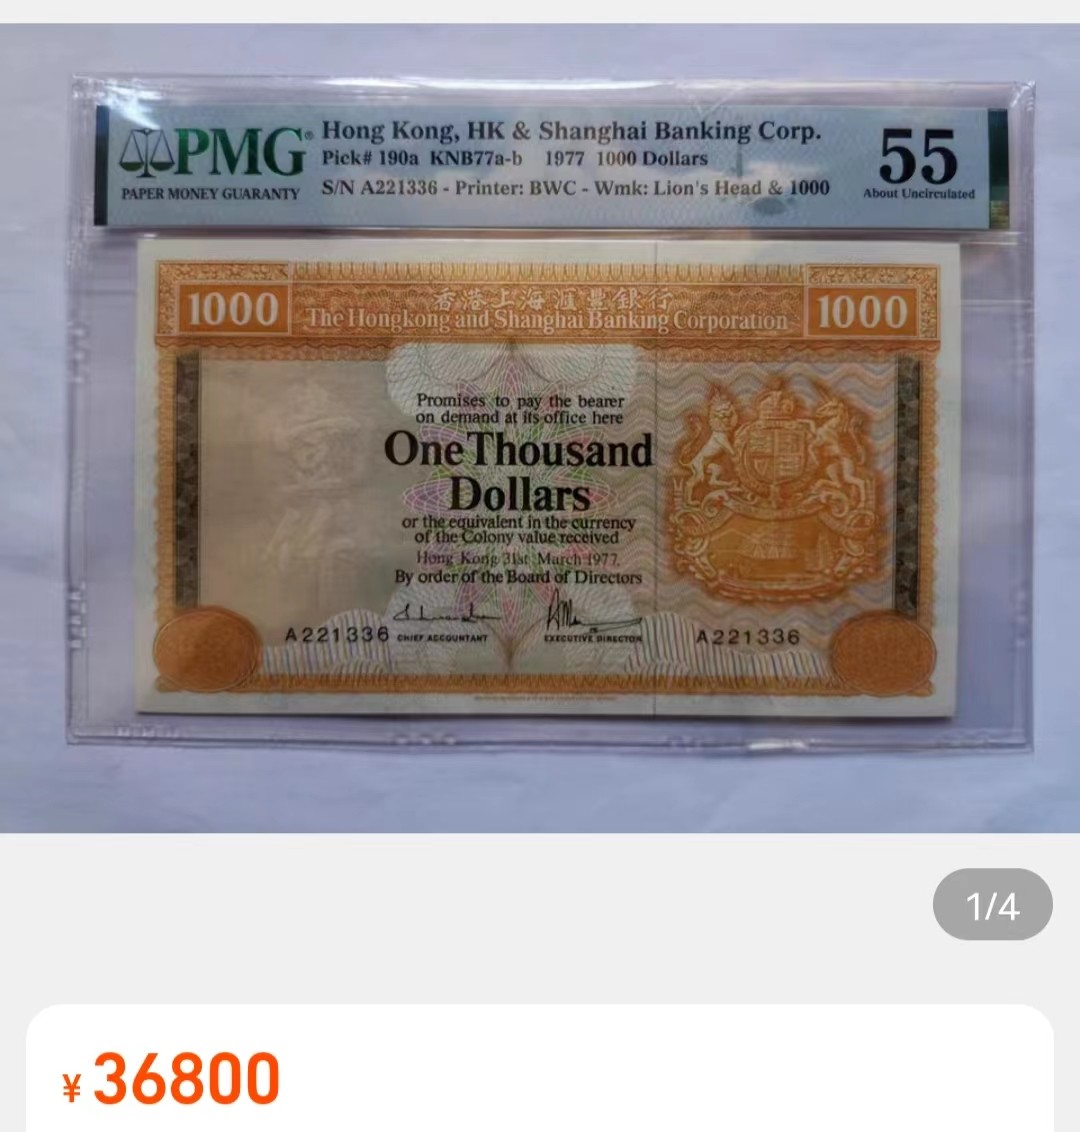 PMG®
PAPER MONEY GUARANTY
Hong Kong, HK & Shanghai Banking Corp.
Pick# 190a KNB77a-b 1977 1000 Dollars
S/N A221336 - Printer: BWC - Wmk: Lion's Head & 1000
55
About Uncirculated
1000
香港上海滙豐銀行
The Hongkong and Shanghai Banking Corporation
1000
Promises to pay the bearer
on demand at its office here
One Thousand
Dollars
or the equivalent in the currency
of the Colony value received
Hong Kong 31st March 1977.
By order of the Board of Directors
A221336
CHIEF ACCOUNTANT
EXECUTIVE DIRECTOR
A221336
1/4
¥36800